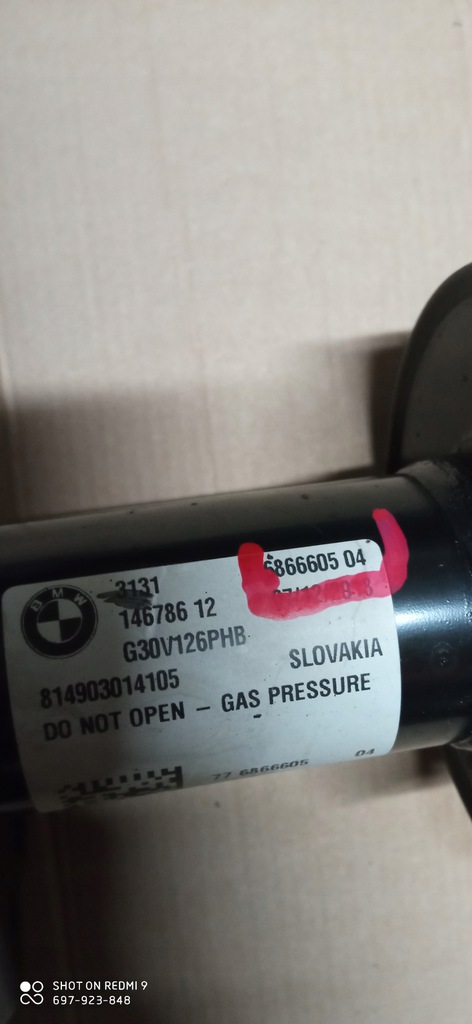 BMW
3131
6866605 04
146786 12
G30V126PHB
SLOVAKIA
814903014105
DO NOT OPEN - GAS PRESSURE
77 6866605 04
SHOT ON REDMI 9
697-923-848